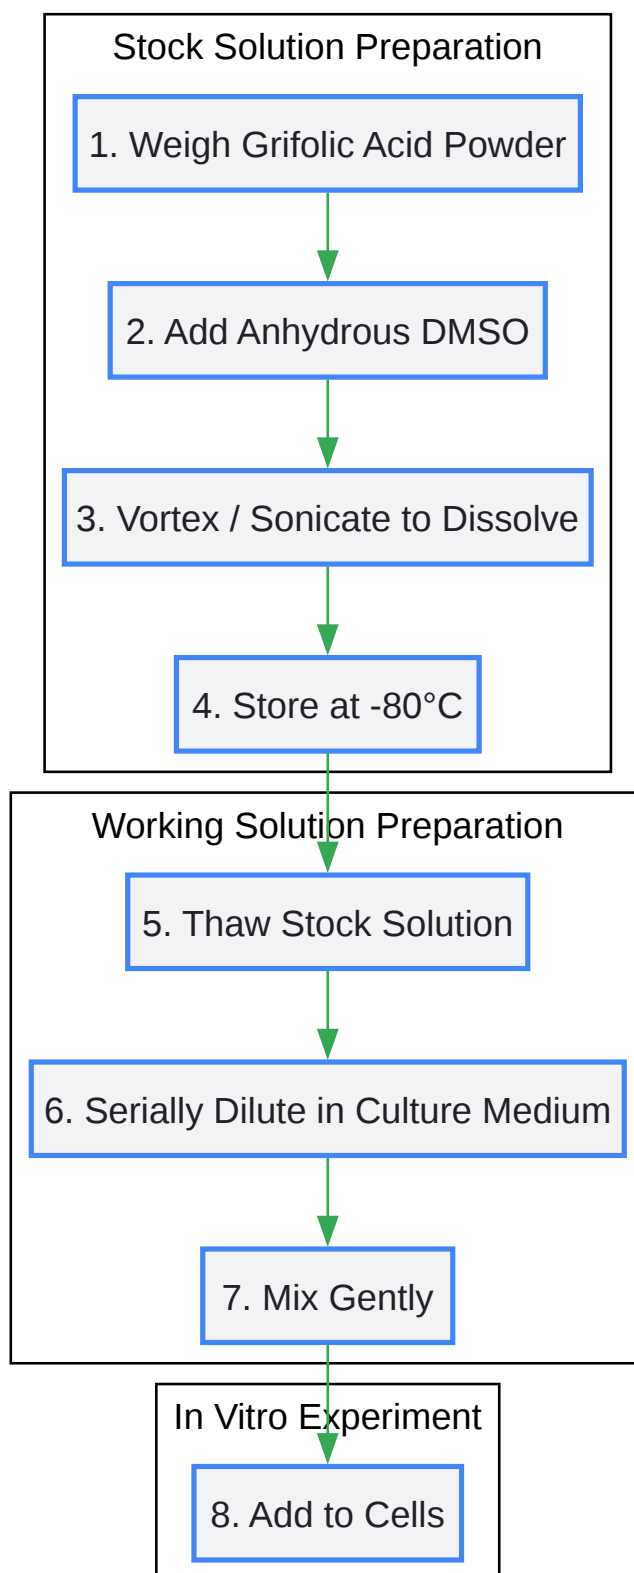 Stock Solution Preparation
1. Weigh Grifolic Acid Powder
2. Add Anhydrous DMSO
3. Vortex / Sonicate to Dissolve
4. Store at -80°C
Working Solution Preparation
5. Thaw Stock Solution
6. Serially Dilute in Culture Medium
7. Mix Gently
In Vitro Experiment
8. Add to Cells